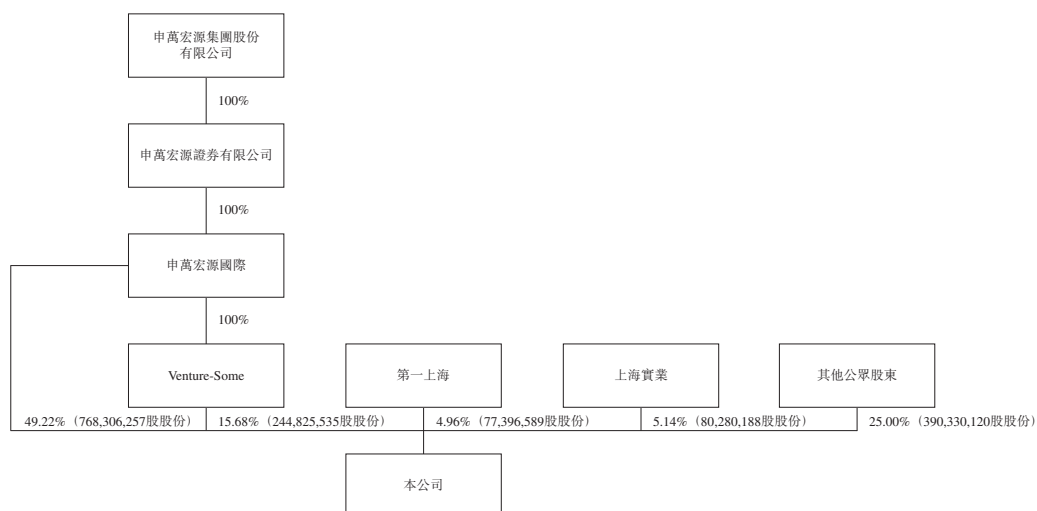 申萬宏源集團股份
有限公司
100%
申萬宏源證券有限公司
100%
申萬宏源國際
100%
Venture-Some
第一上海
上海實業
其他公眾股東
49.22%（768,306,257股股份）
15.68%（244,825,535股股份）
4.96%（77,396,589股股份）
5.14%（80,280,188股股份）
25.00%（390,330,120股股份）
本公司